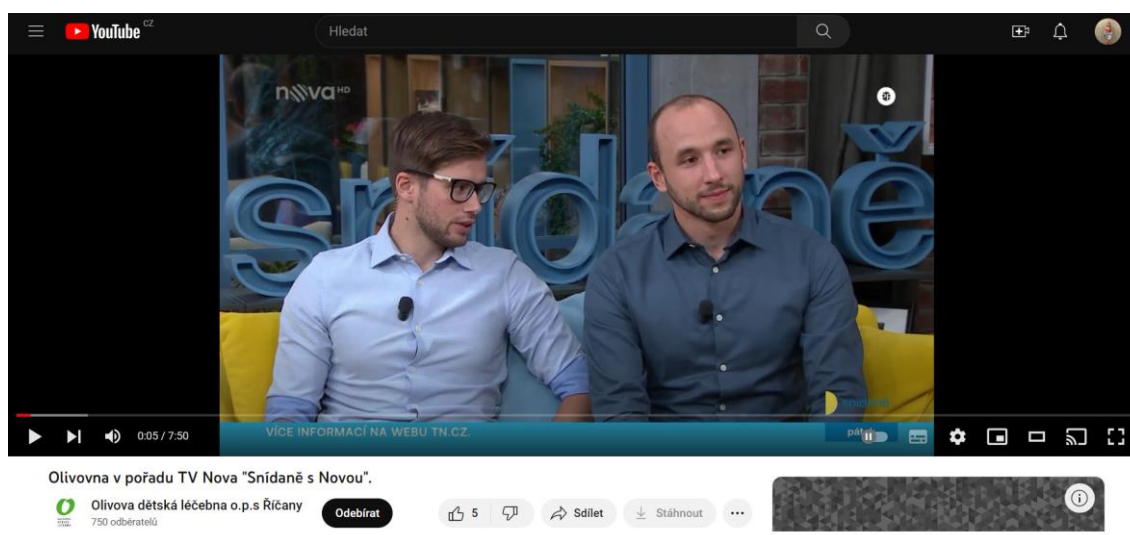 YouTube CZ
Hledat
nova HD
snídaně
snídaně
VÍCE INFORMACÍ NA WEBU TN.CZ.
0:05 / 7:50
Olivovna v pořadu TV Nova "Snídaně s Novou".
Olivova dětská léčebna o.p.s Říčany
750 odběratelů
Odebírat
5
Sdílet
Stáhnout